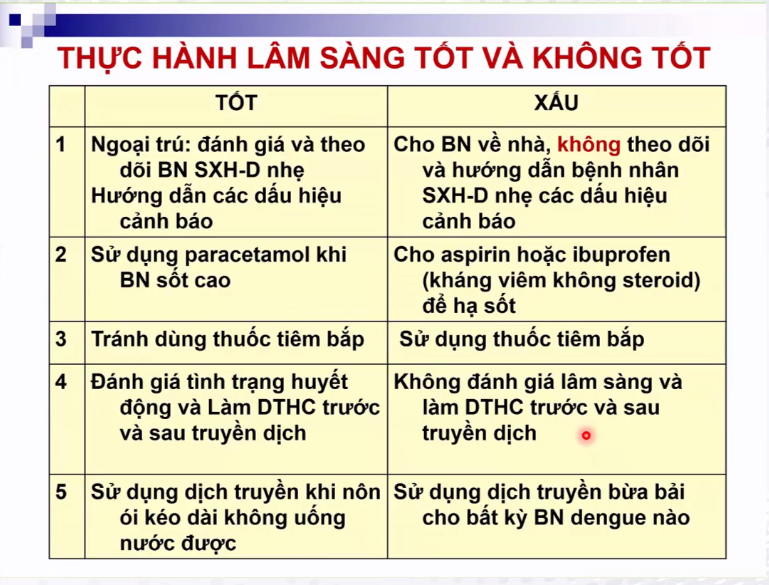 THỰC HÀNH LÂM SÀNG TỐT VÀ KHÔNG TỐT
TỐT
XẤU
1
Ngoại trú: đánh giá và theo
dõi BN SXH-D nhẹ
Hướng dẫn các dấu hiệu
cảnh báo
Cho BN về nhà, không theo dõi
và hướng dẫn bệnh nhân
SXH-D nhẹ các dấu hiệu
cảnh báo
2
Sử dụng paracetamol khi
BN sốt cao
Cho aspirin hoặc ibuprofen
(kháng viêm không steroid)
để hạ sốt
3
Tránh dùng thuốc tiêm bắp
Sử dụng thuốc tiêm bắp
4
Đánh giá tình trạng huyết
động và Làm DTHC trước
và sau truyền dịch
Không đánh giá lâm sàng và
làm DTHC trước và sau
truyền dịch
5
Sử dụng dịch truyền khi nôn
ói kéo dài không uống
nước được
Sử dụng dịch truyền bừa bải
cho bất kỳ BN dengue nào